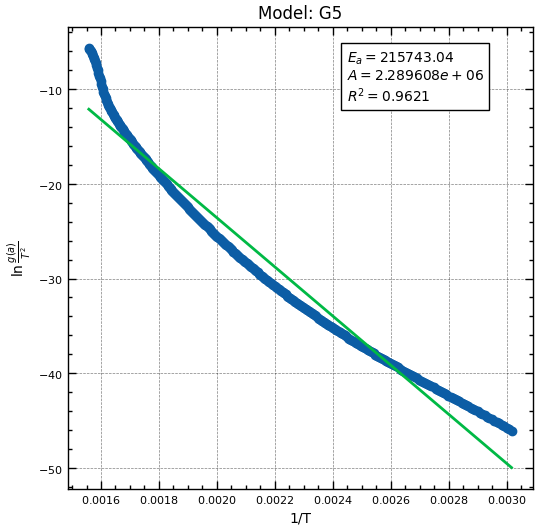 Model: G5
E_a = 215743.04
A = 2.289608e + 06
R² = 0.9621
ln g(a)/T²
−10
−20
−30
−40
−50
0.0016 0.0018 0.0020 0.0022 0.0024 0.0026 0.0028 0.0030
1/T